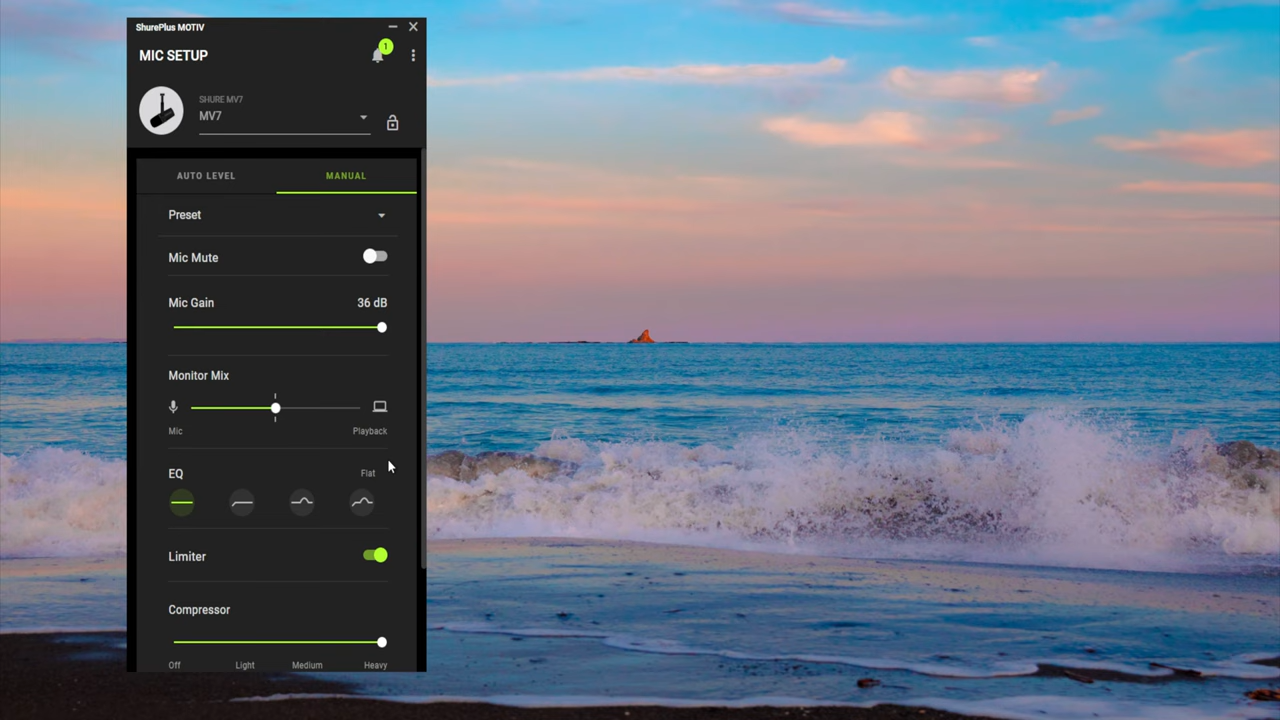 ShurePlus MOTIV
MIC SETUP
1
SHURE MV7
MV7
AUTO LEVEL
MANUAL
Preset
Mic Mute
Mic Gain
36 dB
Monitor Mix
Mic
Playback
EQ
Flat
Limiter
Compressor
Off
Light
Medium
Heavy